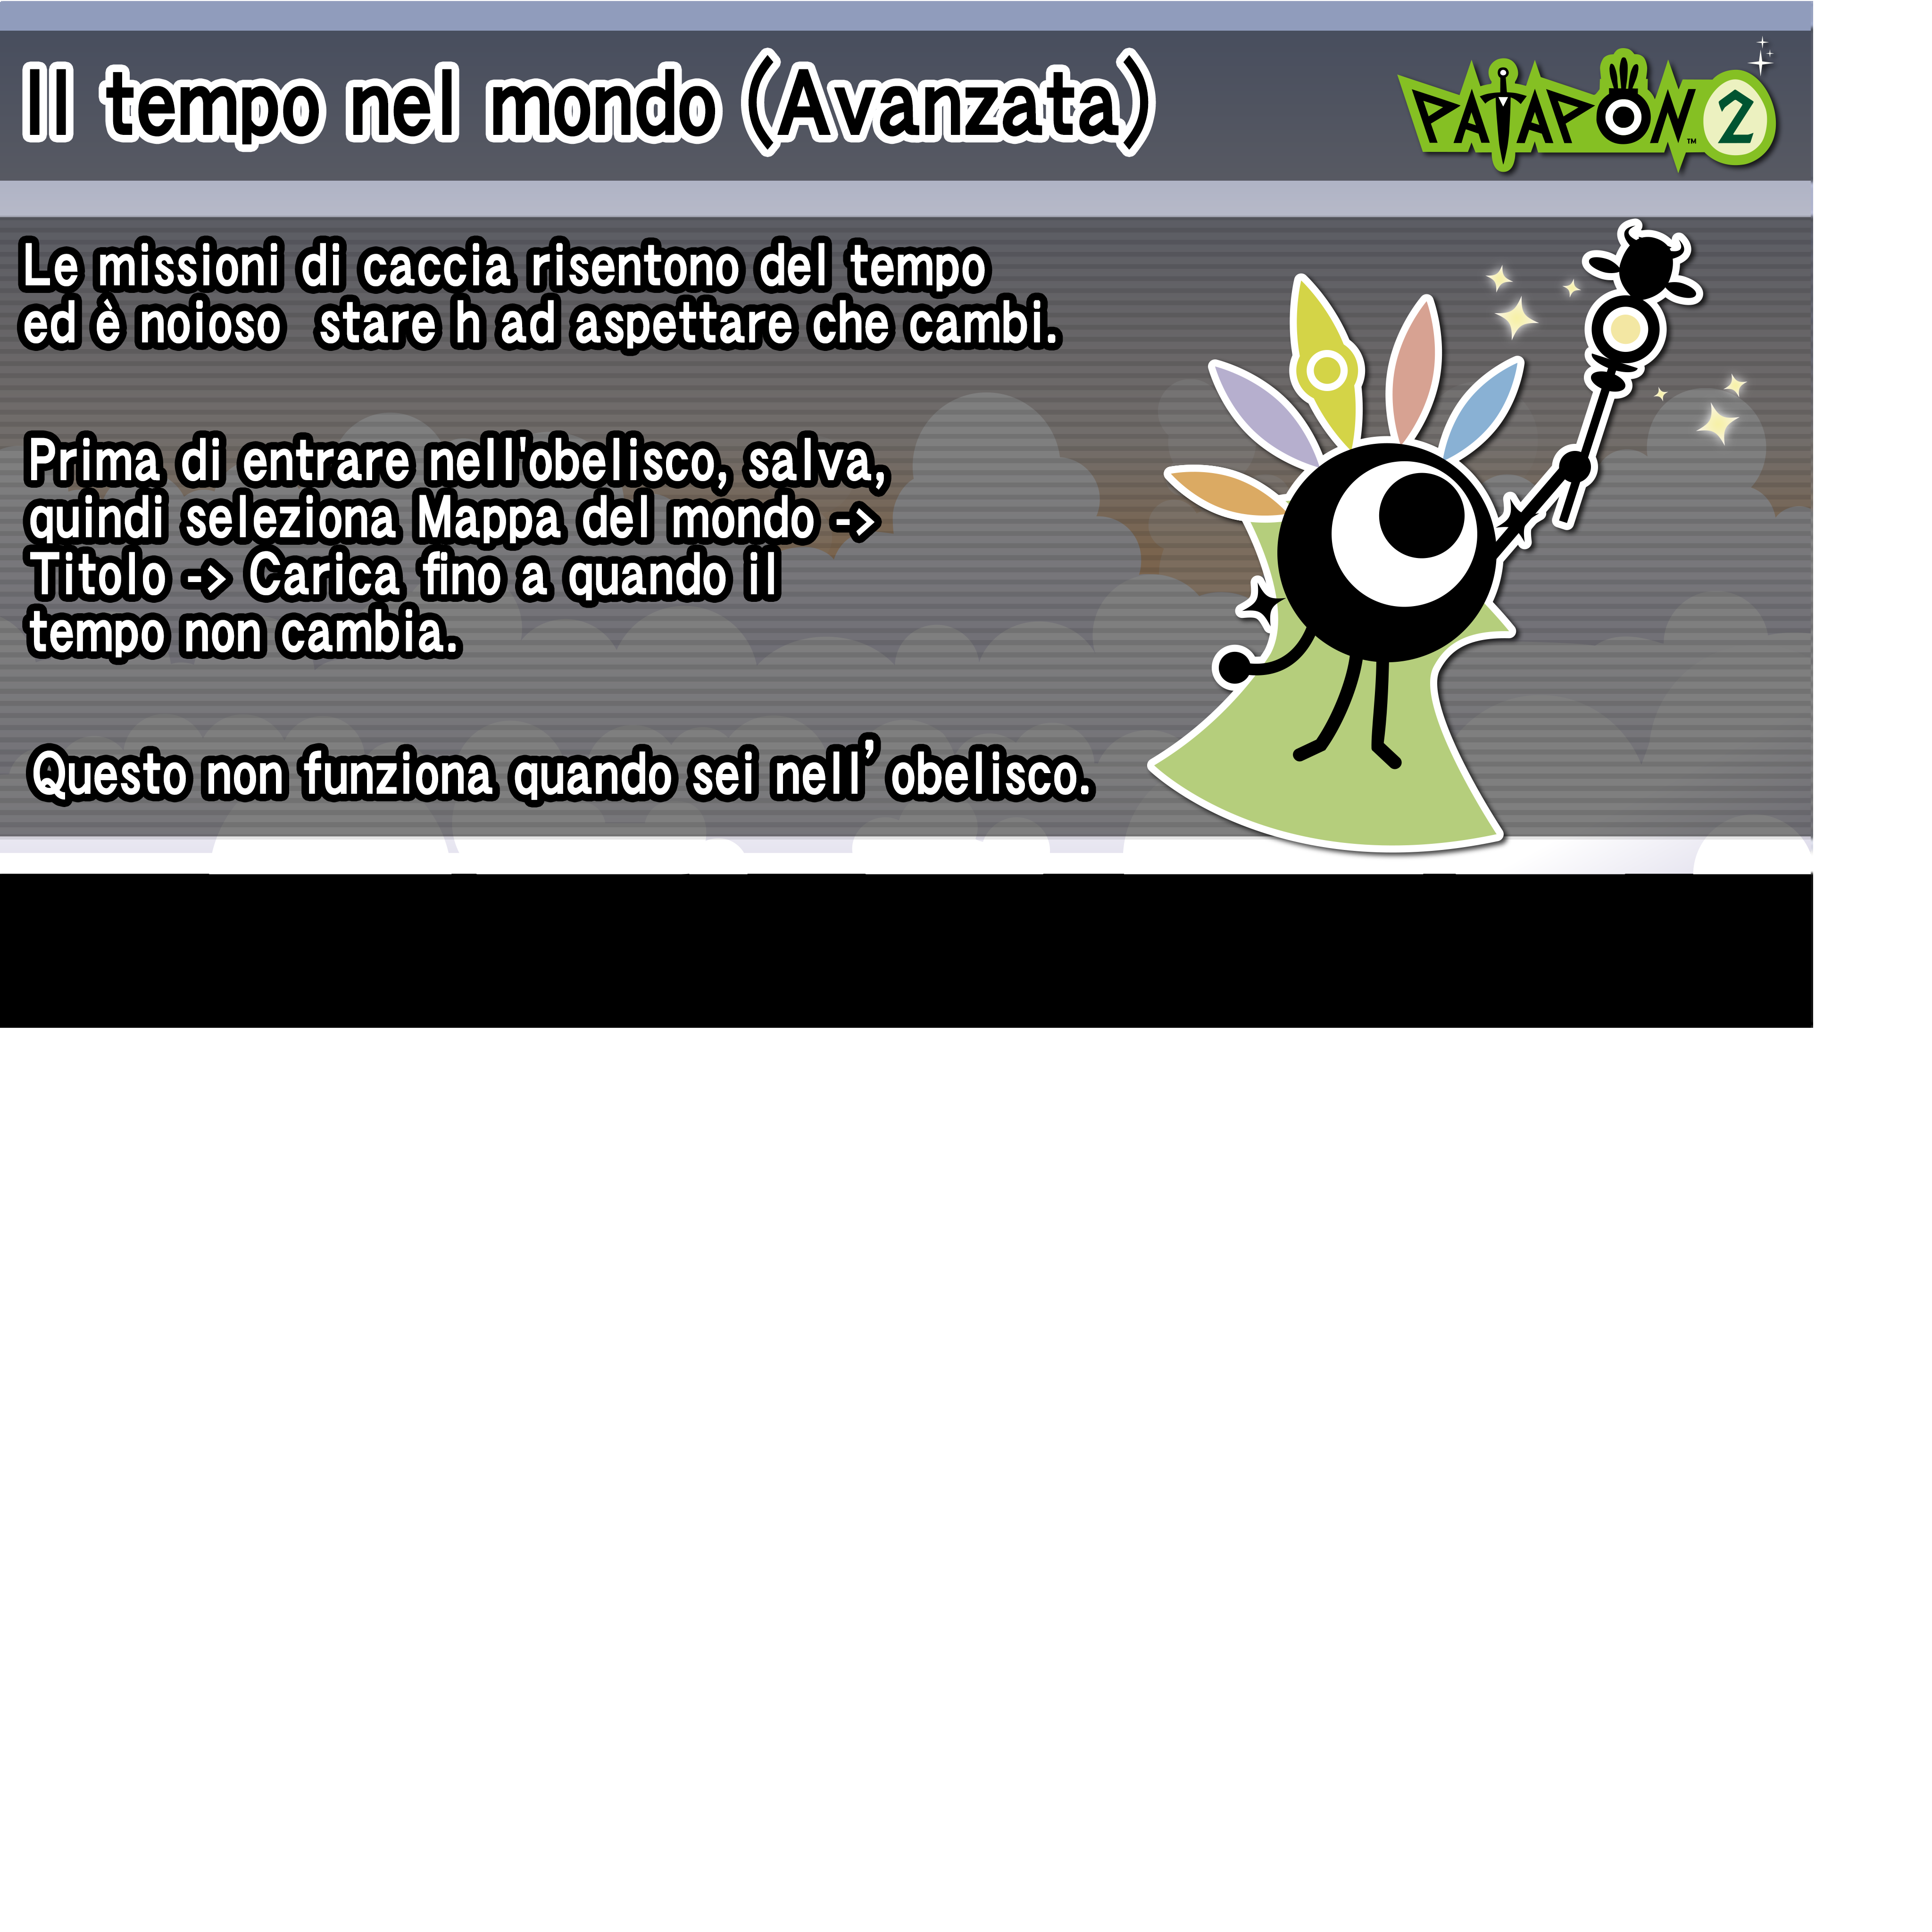 Il tempo nel mondo (Avanzata)
PATAPON™ 2
Le missioni di caccia risentono del tempo
ed è noioso stare h ad aspettare che cambi.
Prima di entrare nell'obelisco, salva,
quindi seleziona Mappa del mondo ->
Titolo -> Carica fino a quando il
tempo non cambia.
Questo non funziona quando sei nell’ obelisco.